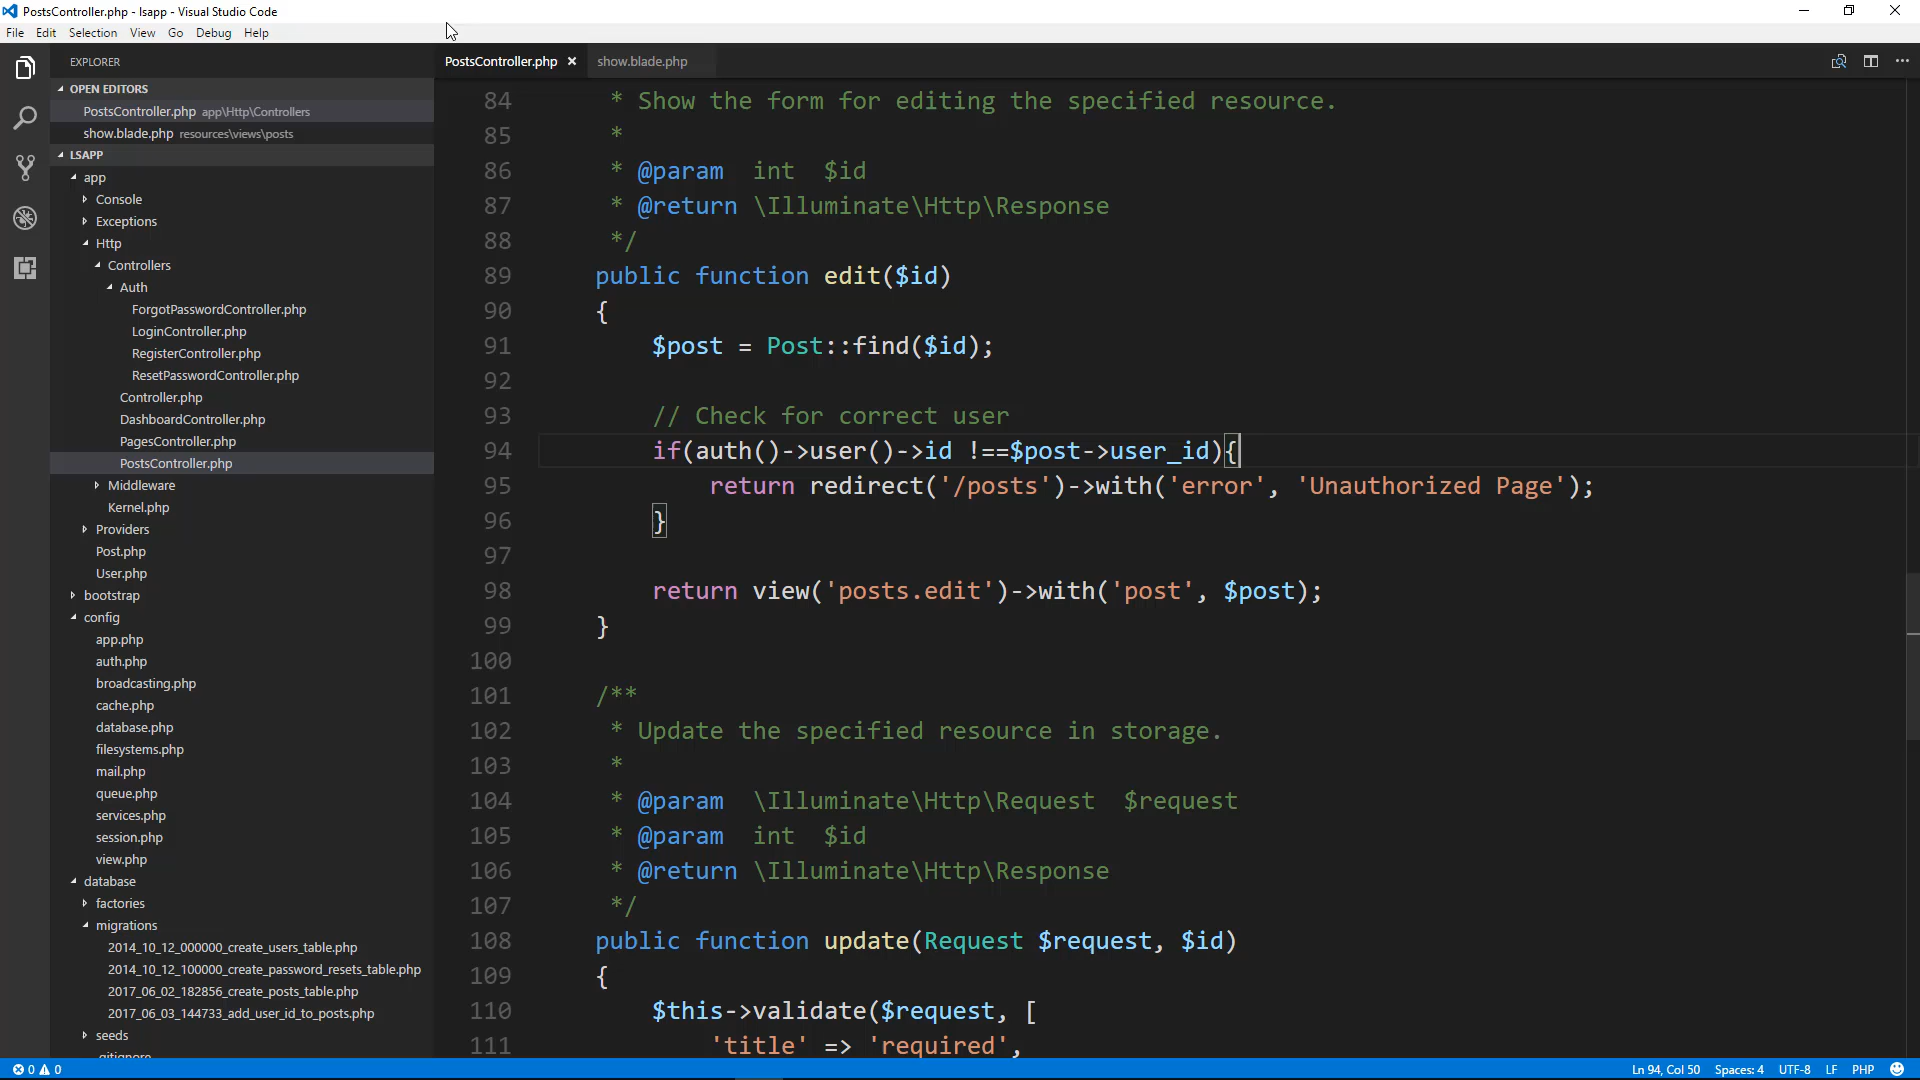 PostsController.php - lsapp - Visual Studio Code
File Edit Selection View Go Debug Help
EXPLORER
OPEN EDITORS
PostsController.php app\Http\Controllers
show.blade.php resources\views\posts
LSAPP
app
Console
Exceptions
Http
Controllers
Auth
ForgotPasswordController.php
LoginController.php
RegisterController.php
ResetPasswordController.php
Controller.php
DashboardController.php
PagesController.php
PostsController.php
Middleware
Kernel.php
Providers
Post.php
User.php
bootstrap
config
app.php
auth.php
broadcasting.php
cache.php
database.php
filesystems.php
mail.php
queue.php
services.php
session.php
view.php
database
factories
migrations
2014_10_12_000000_create_users_table.php
2014_10_12_100000_create_password_resets_table.php
2017_06_02_182856_create_posts_table.php
2017_06_03_144733_add_user_id_to_posts.php
seeds
.gitignore
PostsController.php × show.blade.php
84 * Show the form for editing the specified resource.
85 *
86 * @param  int  $id
87 * @return \Illuminate\Http\Response
88 */
89 public function edit($id)
90 {
91 $post = Post::find($id);
92
93 // Check for correct user
94 if(auth()->user()->id !==$post->user_id){
95 return redirect('/posts')->with('error', 'Unauthorized Page');
96 }
97
98 return view('posts.edit')->with('post', $post);
99 }
100
101 /**
102 * Update the specified resource in storage.
103 *
104 * @param  \Illuminate\Http\Request  $request
105 * @param  int  $id
106 * @return \Illuminate\Http\Response
107 */
108 public function update(Request $request, $id)
109 {
110 $this->validate($request, [
111 'title' => 'required',
0 0 Ln 94, Col 50 Spaces: 4 UTF-8 LF PHP